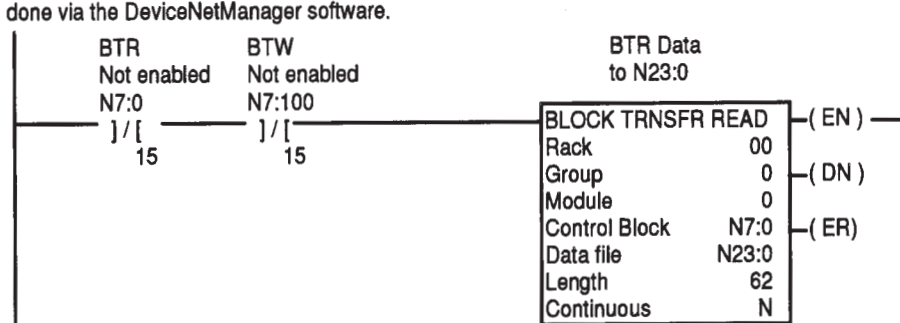 done via the DeviceNetManager software.
BTR BTW BTR Data
Not enabled Not enabled to N23:0
N7:0 N7:100
] / [ ] / [ BLOCK TRNSFR READ ( EN )
15 15 Rack 00
Group 0 ( DN )
Module 0
Control Block N7:0 ( ER)
Data file N23:0
Length 62
Continuous N